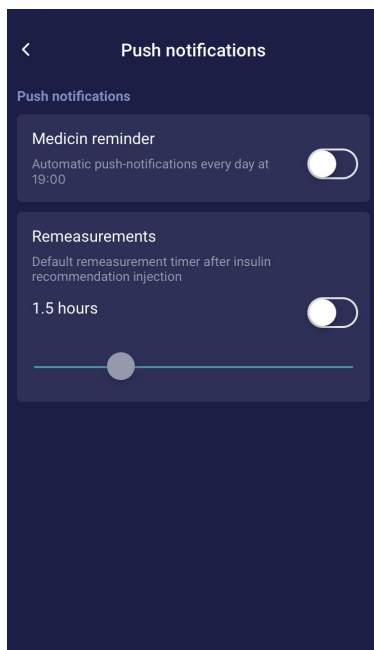 Push notifications
Push notifications
Medicin reminder
Automatic push-notifications every day at
19:00
Remeasurements
Default remeasurement timer after insulin
recommendation injection
1.5 hours